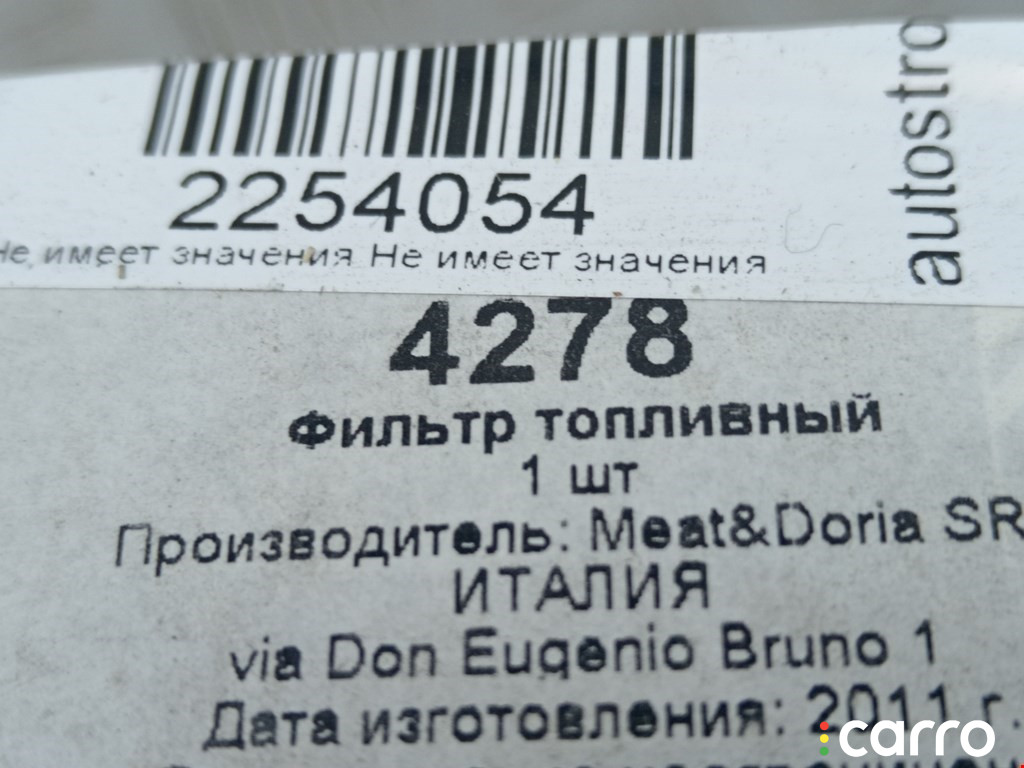 2254054
Не имеет значения Не имеет значения
autostro
4278
Фильтр топливный
1 шт
Производитель: Meat&Doria SR
ИТАЛИЯ
via Don Eugenio Bruno 1
Дата изготовления: 2011 г.
carro